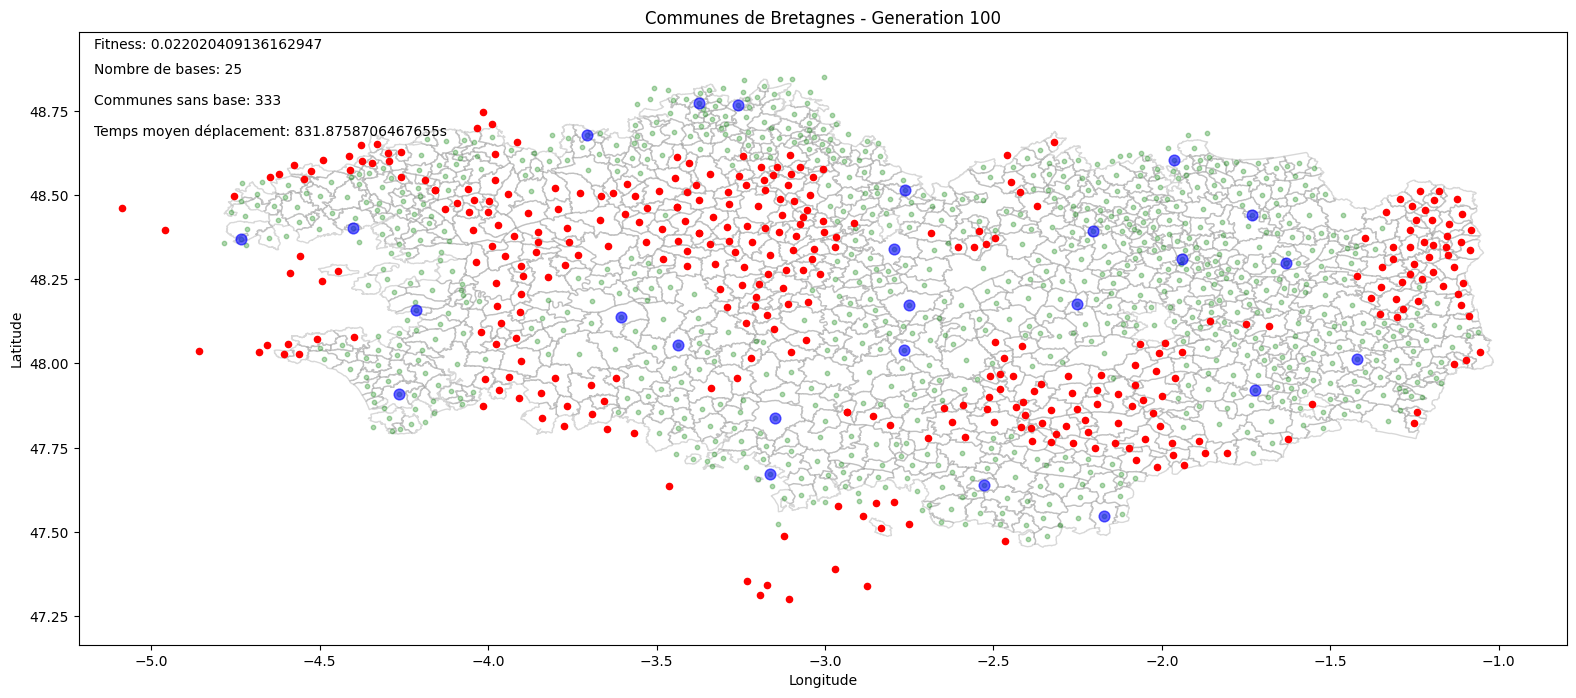 Communes de Bretagnes - Generation 100
Fitness: 0.022020409136162947
Nombre de bases: 25
Communes sans base: 333
Temps moyen déplacement: 831.8758706467655s
Latitude
48.75
48.50
48.25
48.00
47.75
47.50
47.25
−5.0 −4.5 −4.0 −3.5 −3.0 −2.5 −2.0 −1.5 −1.0
Longitude